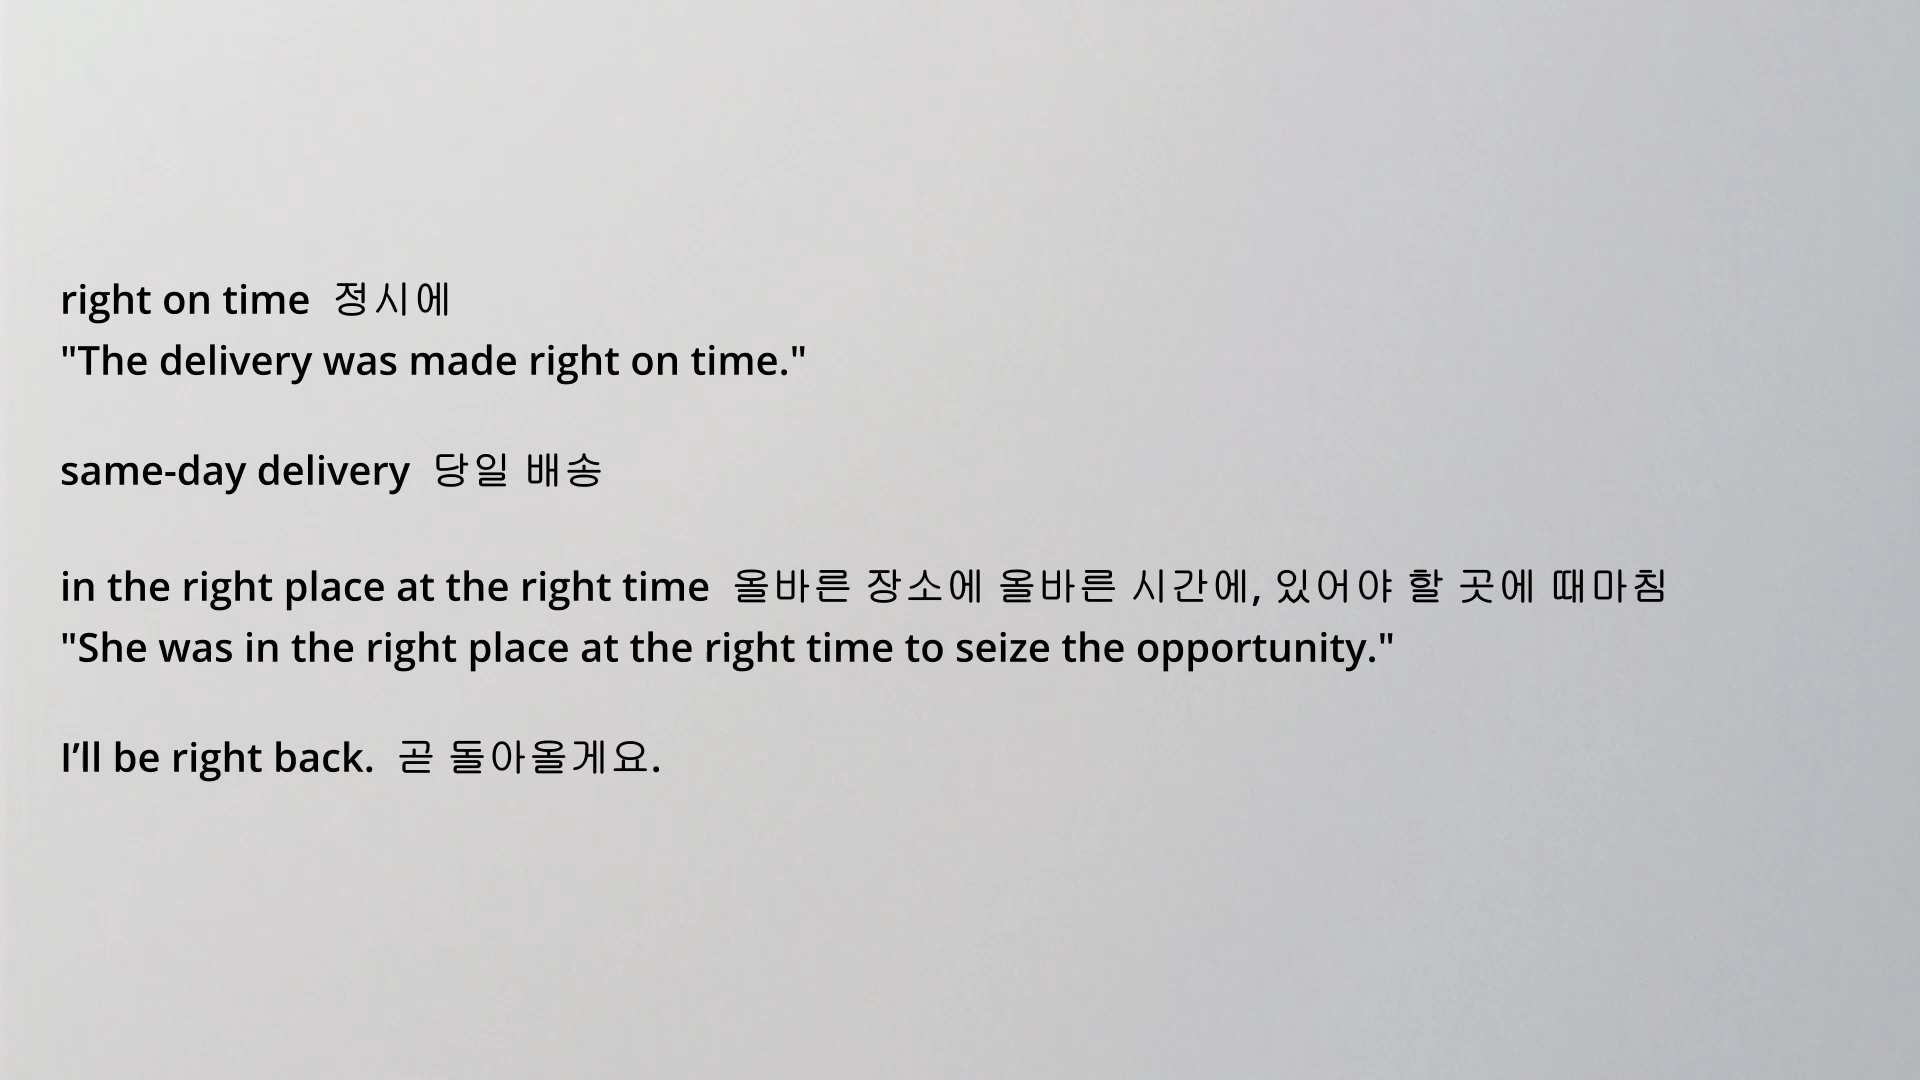 right on time 정시에
"The delivery was made right on time."
same-day delivery 당일 배송
in the right place at the right time 올바른 장소에 올바른 시간에, 있어야 할 곳에 때마침
"She was in the right place at the right time to seize the opportunity."
I’ll be right back. 곧 돌아올게요.